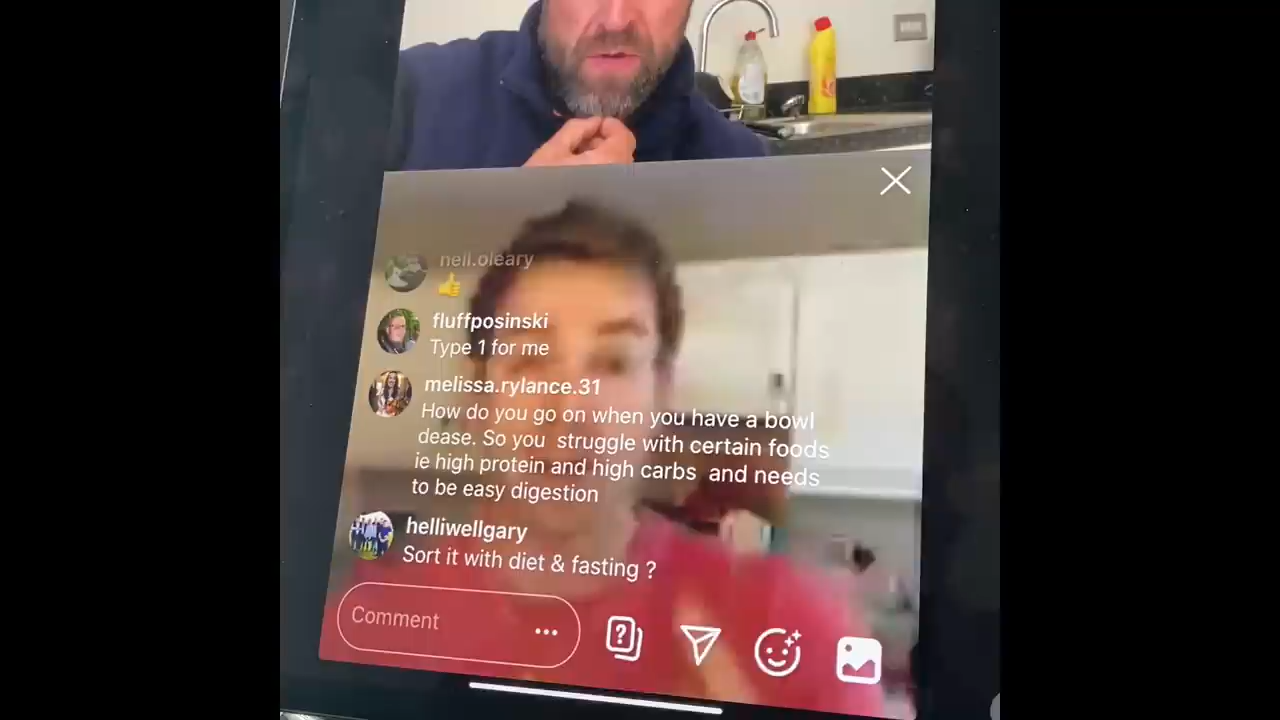 neil.oleary
👍
fluffposinski
Type 1 for me
melissa.rylance.31
How do you go on when you have a bowl
dease. So you struggle with certain foods
ie high protein and high carbs and needs
to be easy digestion
helliwellgary
Sort it with diet & fasting ?
Comment